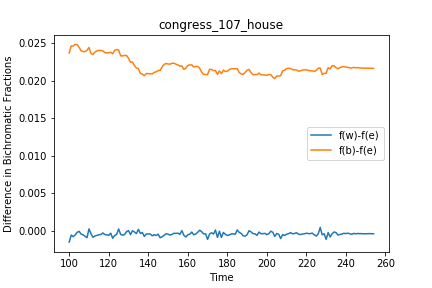 congress_107_house
Difference in Bichromatic Fractions
0.025
0.020
0.015
0.010
0.005
0.000
f(w)-f(e)
f(b)-f(e)
100 120 140 160 180 200 220 240 260
Time